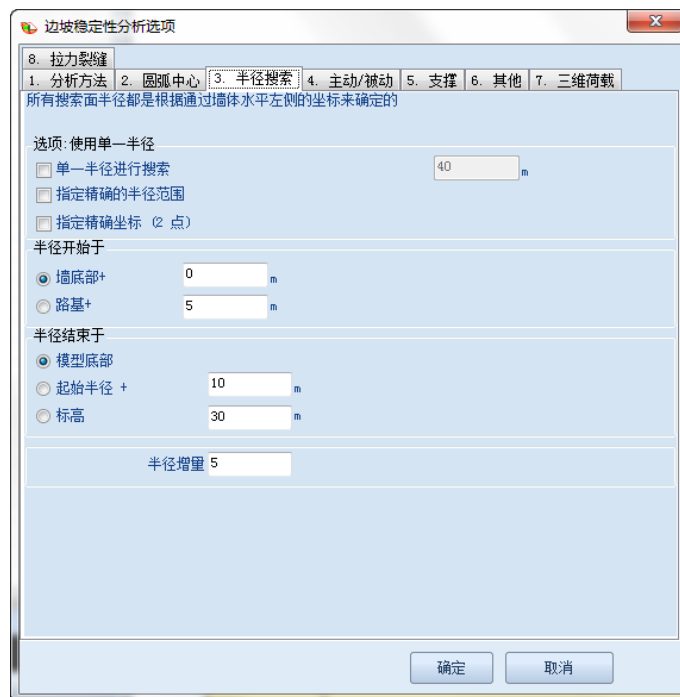 边坡稳定性分析选项
8. 拉力裂缝
1. 分析方法 2. 圆弧中心 3. 半径搜索 4. 主动/被动 5. 支撑 6. 其他 7. 三维荷载
所有搜索面半径都是根据通过墙体水平左侧的坐标来确定的
选项:使用单一半径
单一半径进行搜索 40 m
指定精确的半径范围
指定精确坐标 (2 点)
半径开始于
墙底部+ 0 m
路基+ 5 m
半径结束于
模型底部
起始半径 + 10 m
标高 30 m
半径增量 5
确定 取消